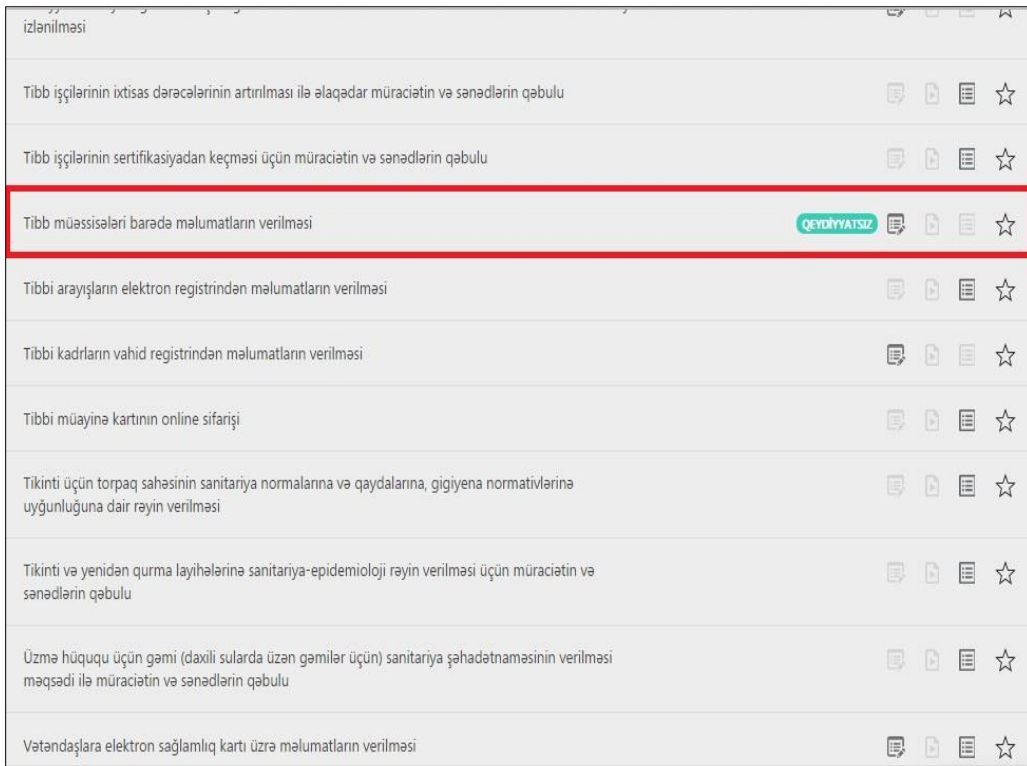 izlənilməsi
Tibb işçilərinin ixtisas dərəcələrinin artırılması ilə əlaqədar müraciətin və sənədlərin qəbulu
Tibb işçilərinin sertifikasiyadan keçməsi üçün müraciətin və sənədlərin qəbulu
Tibb müəssisələri barədə məlumatların verilməsi QEYDİYYATSIZ
Tibbi arayışların elektron registrindən məlumatların verilməsi
Tibbi kadrların vahid registrindən məlumatların verilməsi
Tibbi müayinə kartının online sifarişi
Tikinti üçün torpaq sahəsinin sanitariya normalarına və qaydalarına, gigiyena normativlərinə
uyğunluğuna dair rəyin verilməsi
Tikinti və yenidən qurma layihələrinə sanitariya-epidemioloji rəyin verilməsi üçün müraciətin və
sənədlərin qəbulu
Üzmə hüququ üçün gəmi (daxili sularda üzən gəmilər üçün) sanitariya şəhadətnaməsinin verilməsi
məqsədi ilə müraciətin və sənədlərin qəbulu
Vətəndaşlara elektron sağlamlıq kartı üzrə məlumatların verilməsi